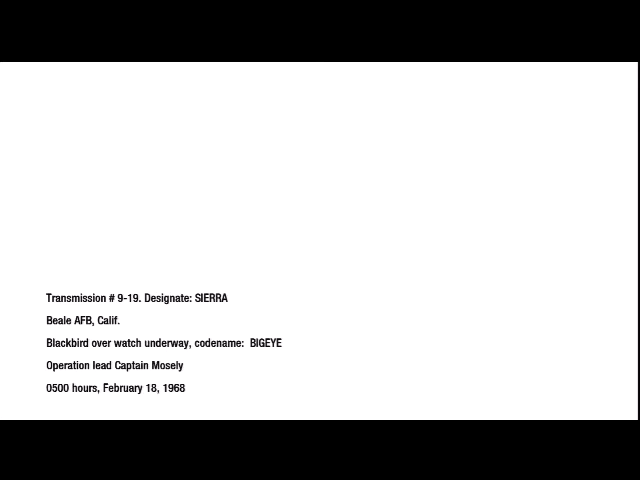 Transmission # 9-19. Designate: SIERRA
Beale AFB, Calif.
Blackbird over watch underway, codename:  BIGEYE
Operation lead Captain Mosely
0500 hours, February 18, 1968